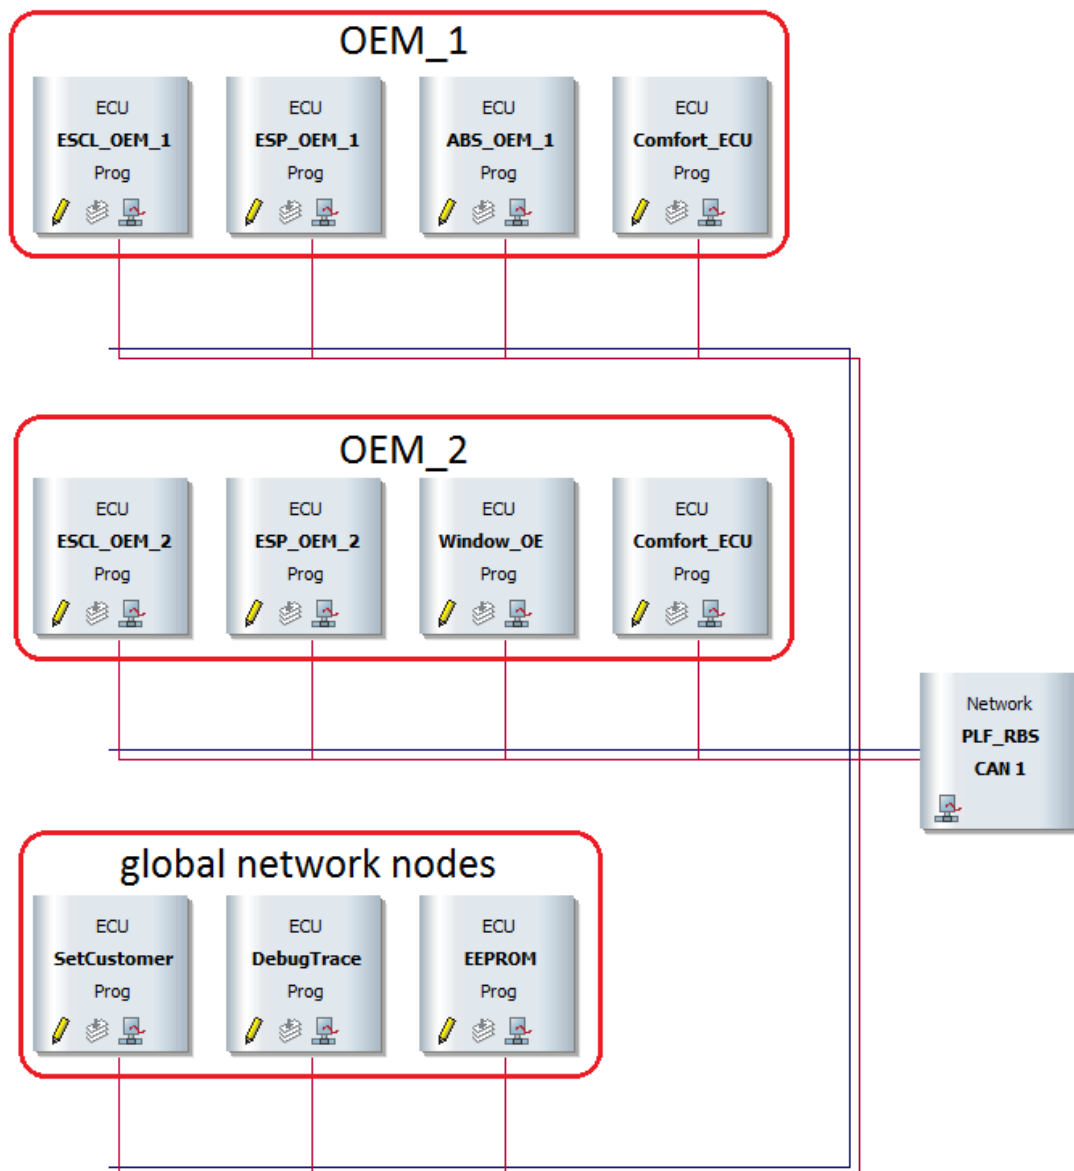 OEM_1
ECU
ESCL_OEM_1
Prog
ECU
ESP_OEM_1
Prog
ECU
ABS_OEM_1
Prog
ECU
Comfort_ECU
Prog
OEM_2
ECU
ESCL_OEM_2
Prog
ECU
ESP_OEM_2
Prog
ECU
Window_OE
Prog
ECU
Comfort_ECU
Prog
Network
PLF_RBS
CAN 1
global network nodes
ECU
SetCustomer
Prog
ECU
DebugTrace
Prog
ECU
EEPROM
Prog